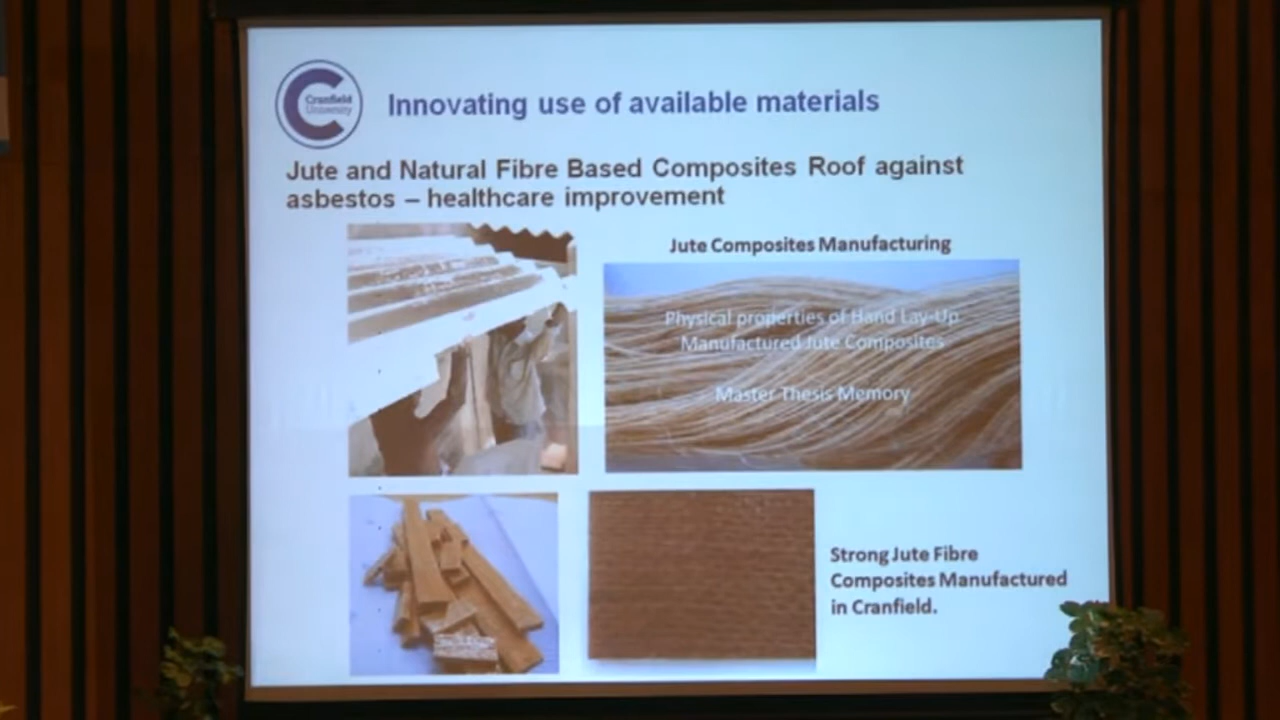 Cranfield
University
Innovating use of available materials
Jute and Natural Fibre Based Composites Roof against
asbestos – healthcare improvement
Jute Composites Manufacturing
Physical properties of Hand Lay-Up
Manufactured Jute Composites
Master Thesis Memory
Strong Jute Fibre
Composites Manufactured
in Cranfield.